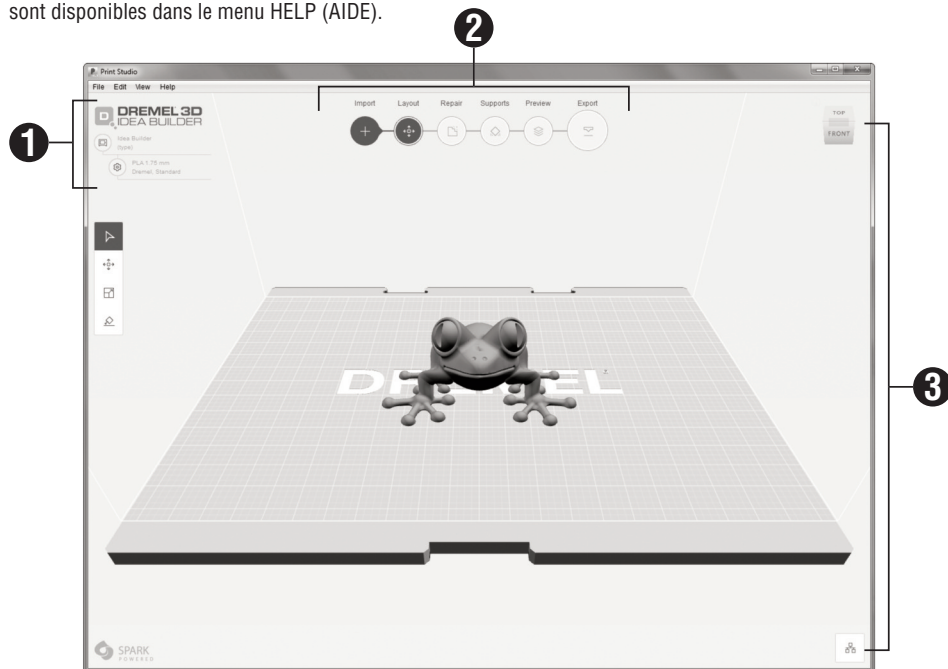 sont disponibles dans le menu HELP (AIDE).
2
Print Studio
File Edit View Help
1
DREMEL 3D
IDEA BUILDER
Idea Builder
(type)
PLA 1.75 mm
Dremel, Standard
Import Layout Repair Supports Preview Export
TOP
FRONT
3
DREMEL
SPARK
POWERED